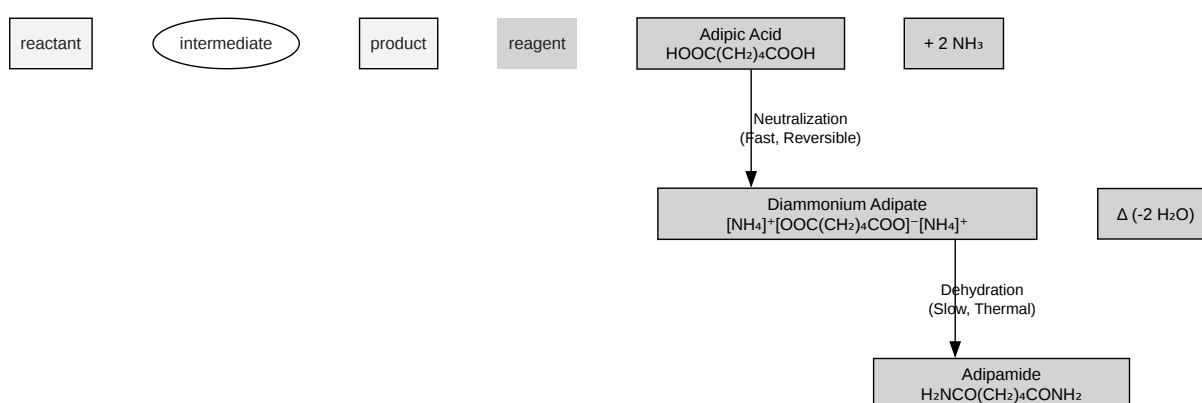 reactant
intermediate
product
reagent
Adipic Acid
HOOC(CH₂)₄COOH
+ 2 NH₃
Neutralization
(Fast, Reversible)
Diammonium Adipate
[NH₄]⁺[OOC(CH₂)₄COO]⁻[NH₄]⁺
Δ (-2 H₂O)
Dehydration
(Slow, Thermal)
Adipamide
H₂NCO(CH₂)₄CONH₂